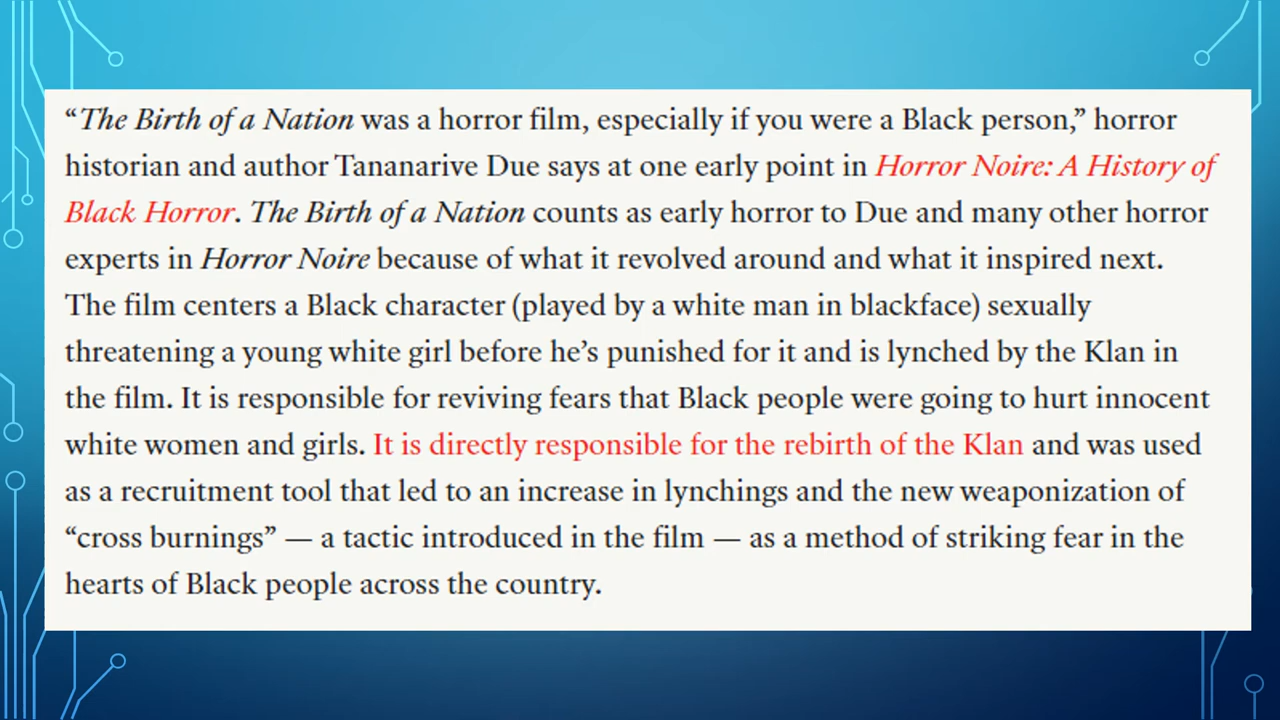 “The Birth of a Nation was a horror film, especially if you were a Black person,” horror
historian and author Tananarive Due says at one early point in Horror Noire: A History of
Black Horror. The Birth of a Nation counts as early horror to Due and many other horror
experts in Horror Noire because of what it revolved around and what it inspired next.
The film centers a Black character (played by a white man in blackface) sexually
threatening a young white girl before he’s punished for it and is lynched by the Klan in
the film. It is responsible for reviving fears that Black people were going to hurt innocent
white women and girls. It is directly responsible for the rebirth of the Klan and was used
as a recruitment tool that led to an increase in lynchings and the new weaponization of
“cross burnings” — a tactic introduced in the film — as a method of striking fear in the
hearts of Black people across the country.